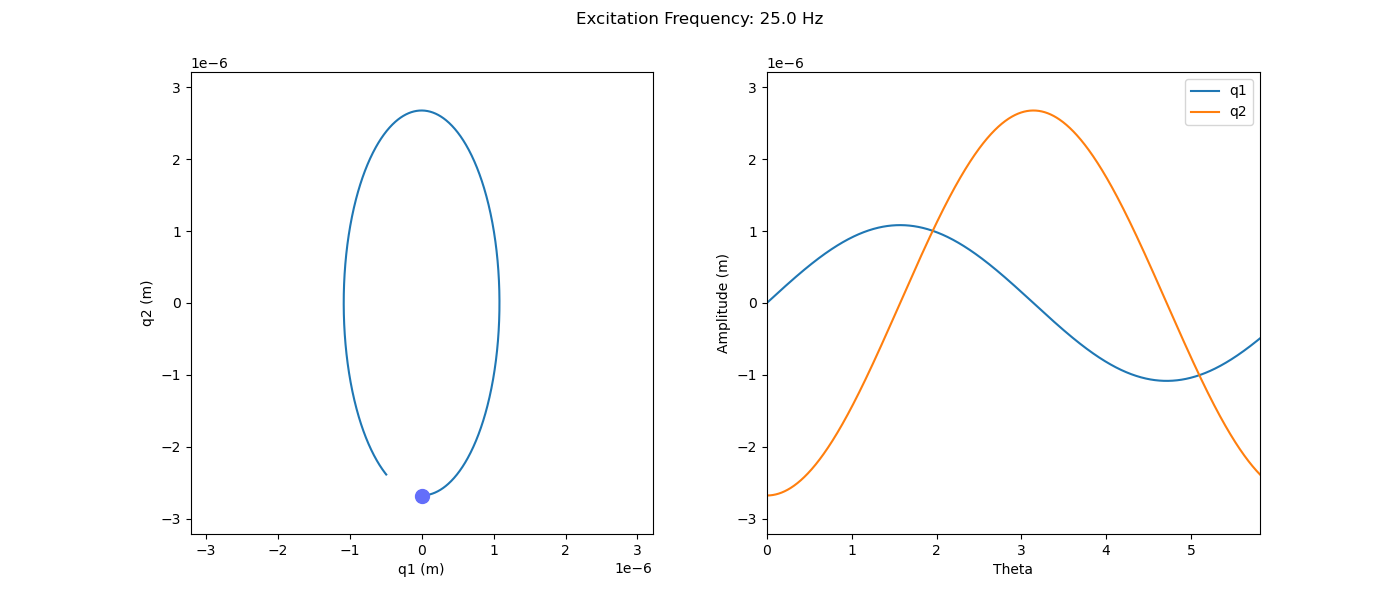 Excitation Frequency: 25.0 Hz
1e−6
3
2
1
0
−1
−2
−3
q2 (m)
−3 −2 −1 0 1 2 3
q1 (m)
1e−6
1e−6
3
2
1
0
−1
−2
−3
Amplitude (m)
0 1 2 3 4 5
Theta
q1
q2